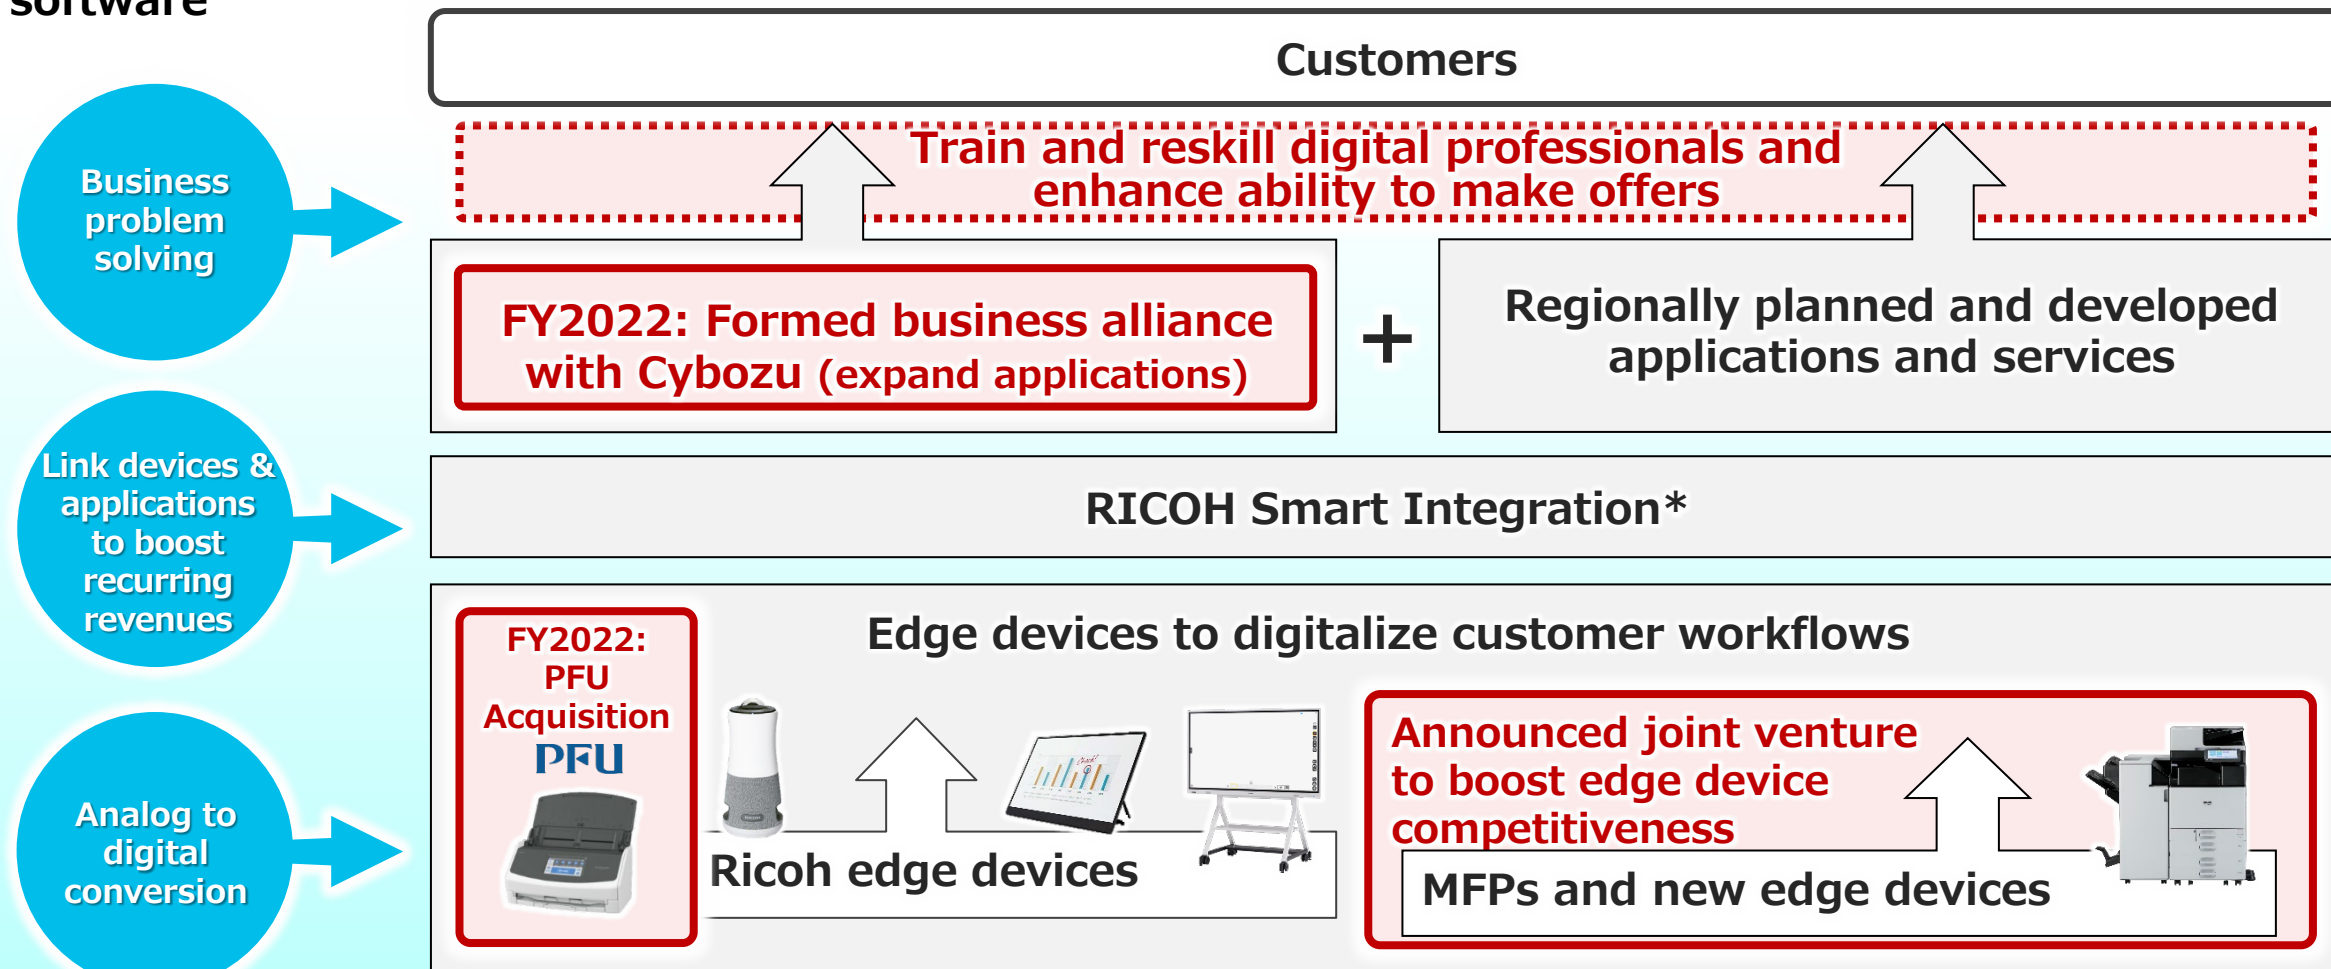 software
Customers
Business
problem
solving
Train and reskill digital professionals and
enhance ability to make offers
FY2022: Formed business alliance
with Cybozu (expand applications)
+
Regionally planned and developed
applications and services
Link devices &
applications
to boost
recurring
revenues
RICOH Smart Integration*
Analog to
digital
conversion
Edge devices to digitalize customer workflows
FY2022:
PFU
Acquisition
PFU
Ricoh edge devices
Announced joint venture
to boost edge device
competitiveness
MFPs and new edge devices